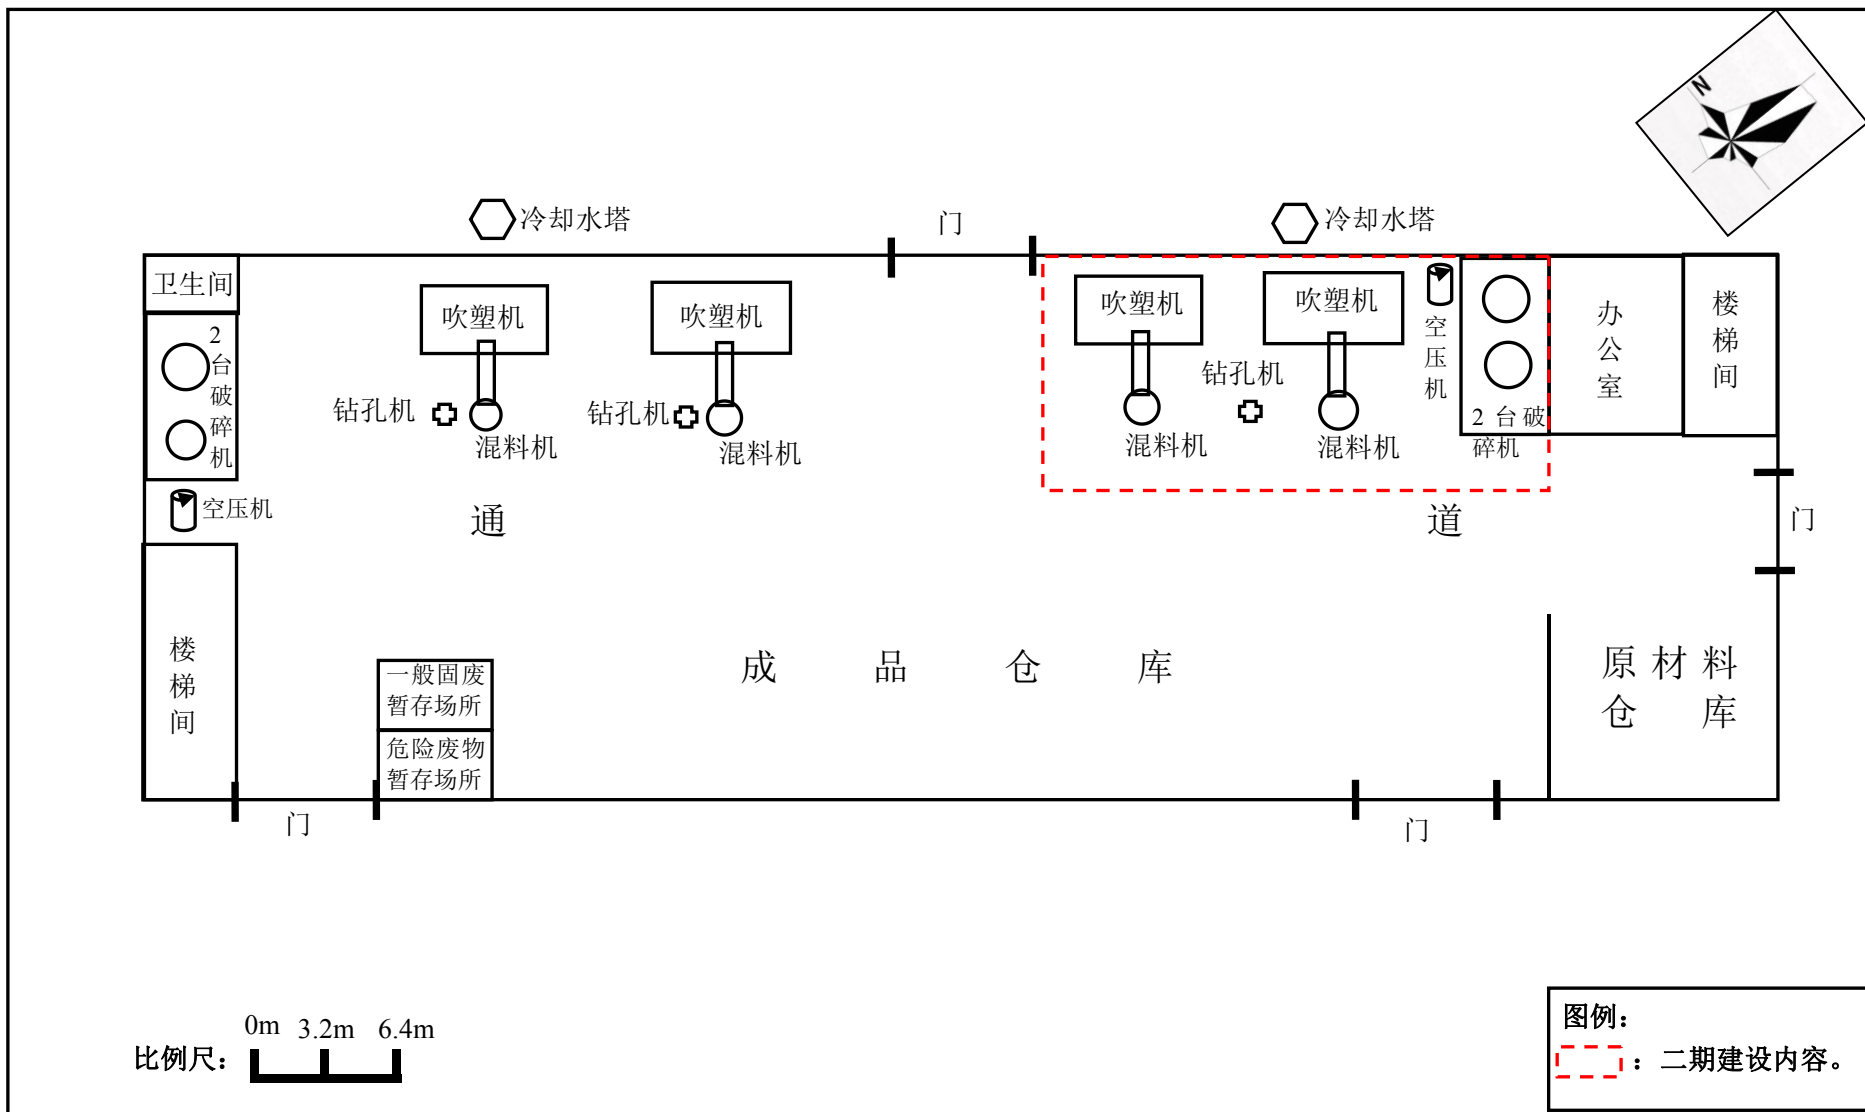 N
冷却水塔
门
冷却水塔
卫生间
吹塑机
吹塑机
吹塑机
吹塑机
空压机
办公室
楼梯间
2台破碎机
钻孔机
钻孔机
钻孔机
2 台破
碎机
混料机
混料机
混料机
混料机
空压机
通
道
门
楼梯间
一般固废
暂存场所
危险废物
暂存场所
成品仓库
原材料
仓库
门
门
0m 3.2m 6.4m
比例尺：
图例：
：二期建设内容。